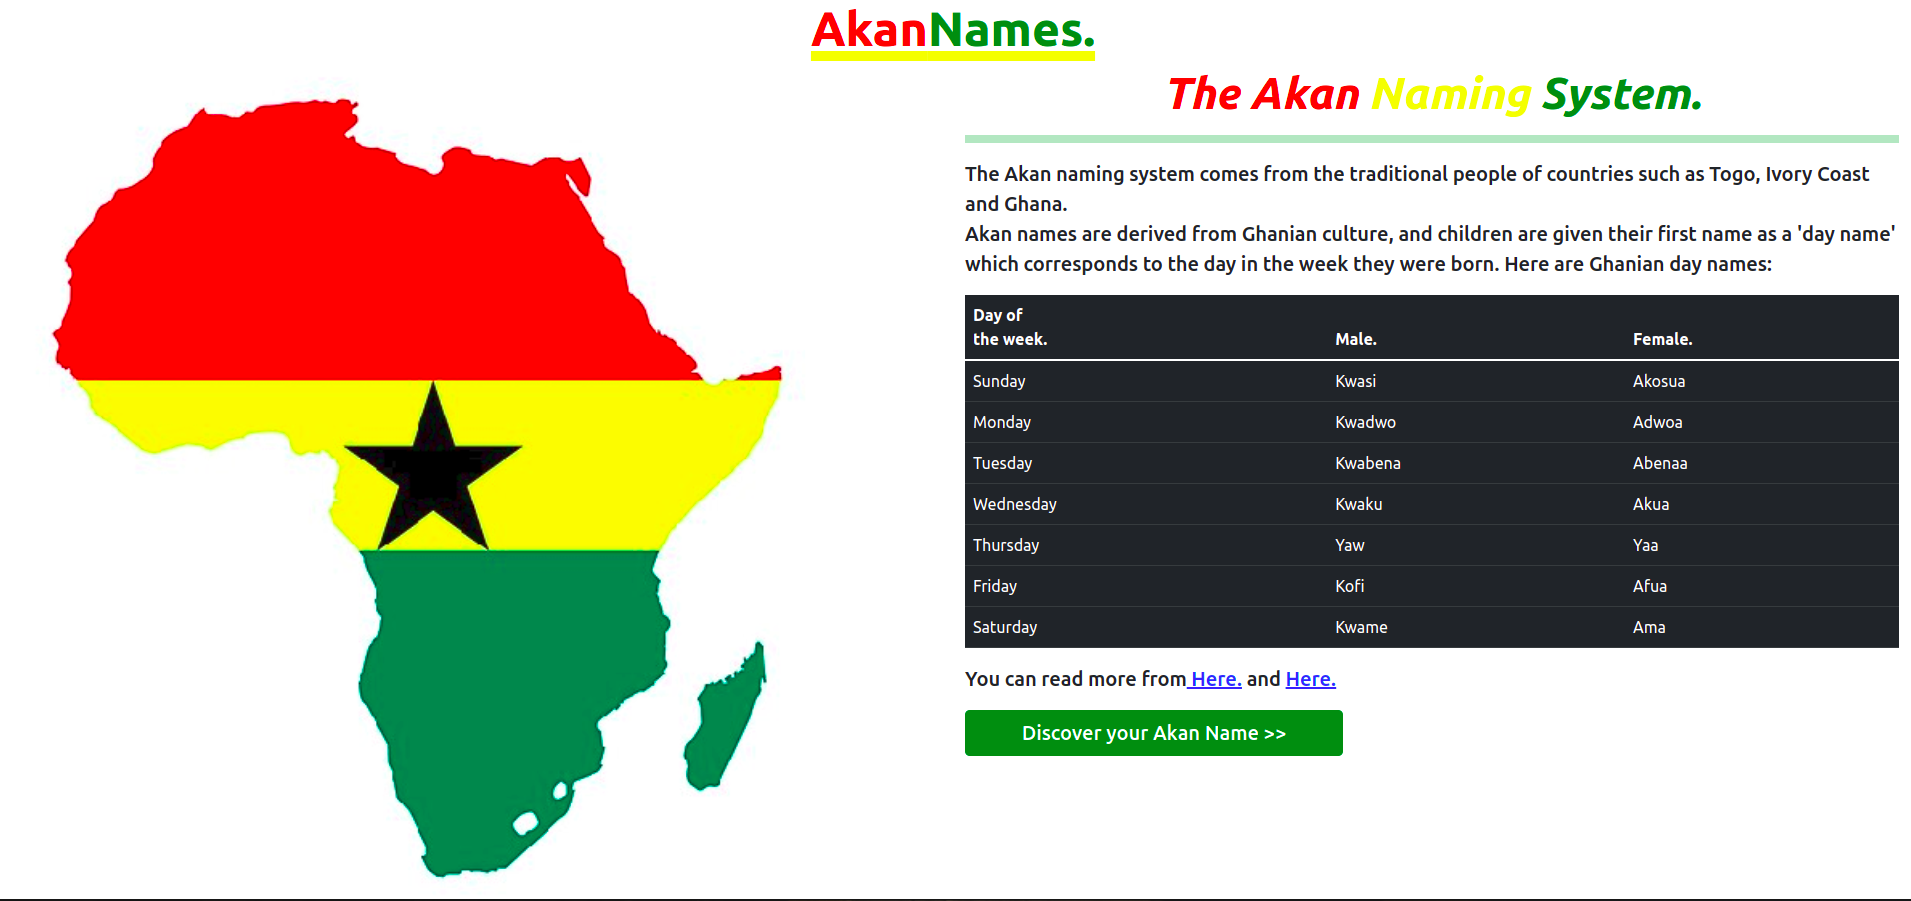 AkanNames.
The Akan Naming System.
The Akan naming system comes from the traditional people of countries such as Togo, Ivory Coast
and Ghana.
Akan names are derived from Ghanian culture, and children are given their first name as a 'day name'
which corresponds to the day in the week they were born. Here are Ghanian day names:
Day of
the week. Male. Female.
Sunday Kwasi Akosua
Monday Kwadwo Adwoa
Tuesday Kwabena Abenaa
Wednesday Kwaku Akua
Thursday Yaw Yaa
Friday Kofi Afua
Saturday Kwame Ama
You can read more from Here. and Here.
Discover your Akan Name >>